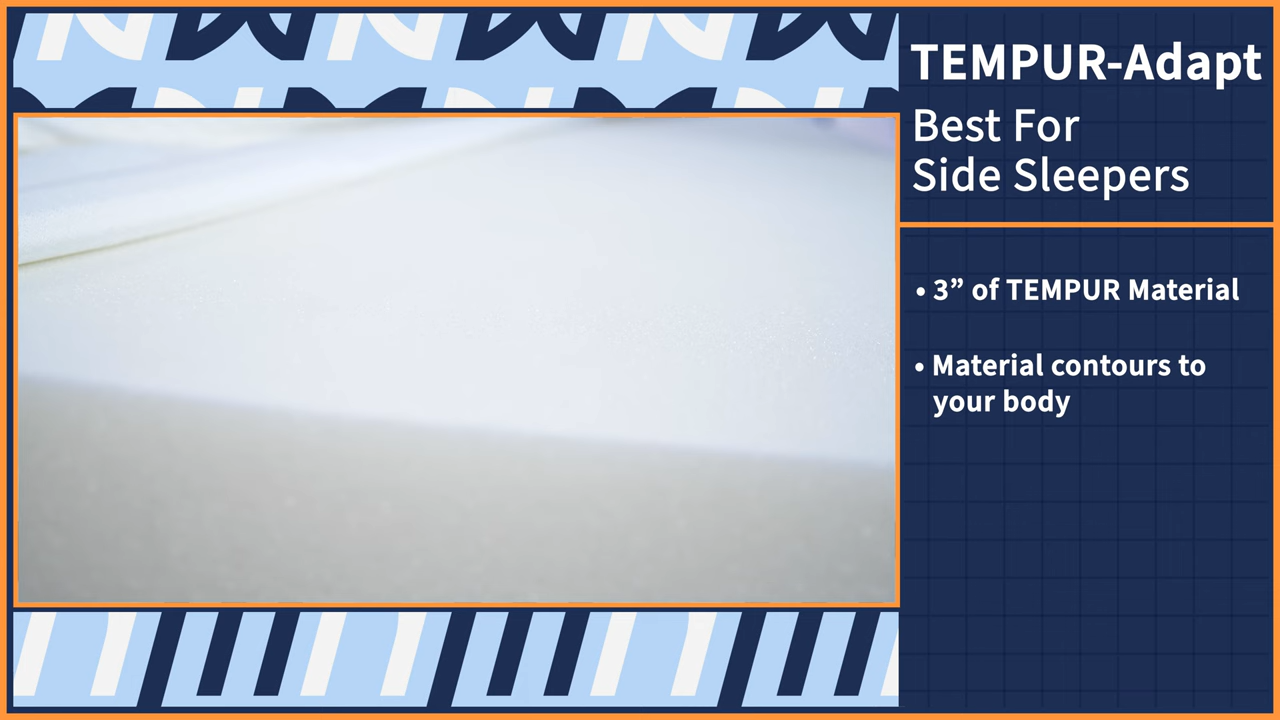 TEMPUR-Adapt
Best For
Side Sleepers
• 3” of TEMPUR Material
• Material contours to
your body